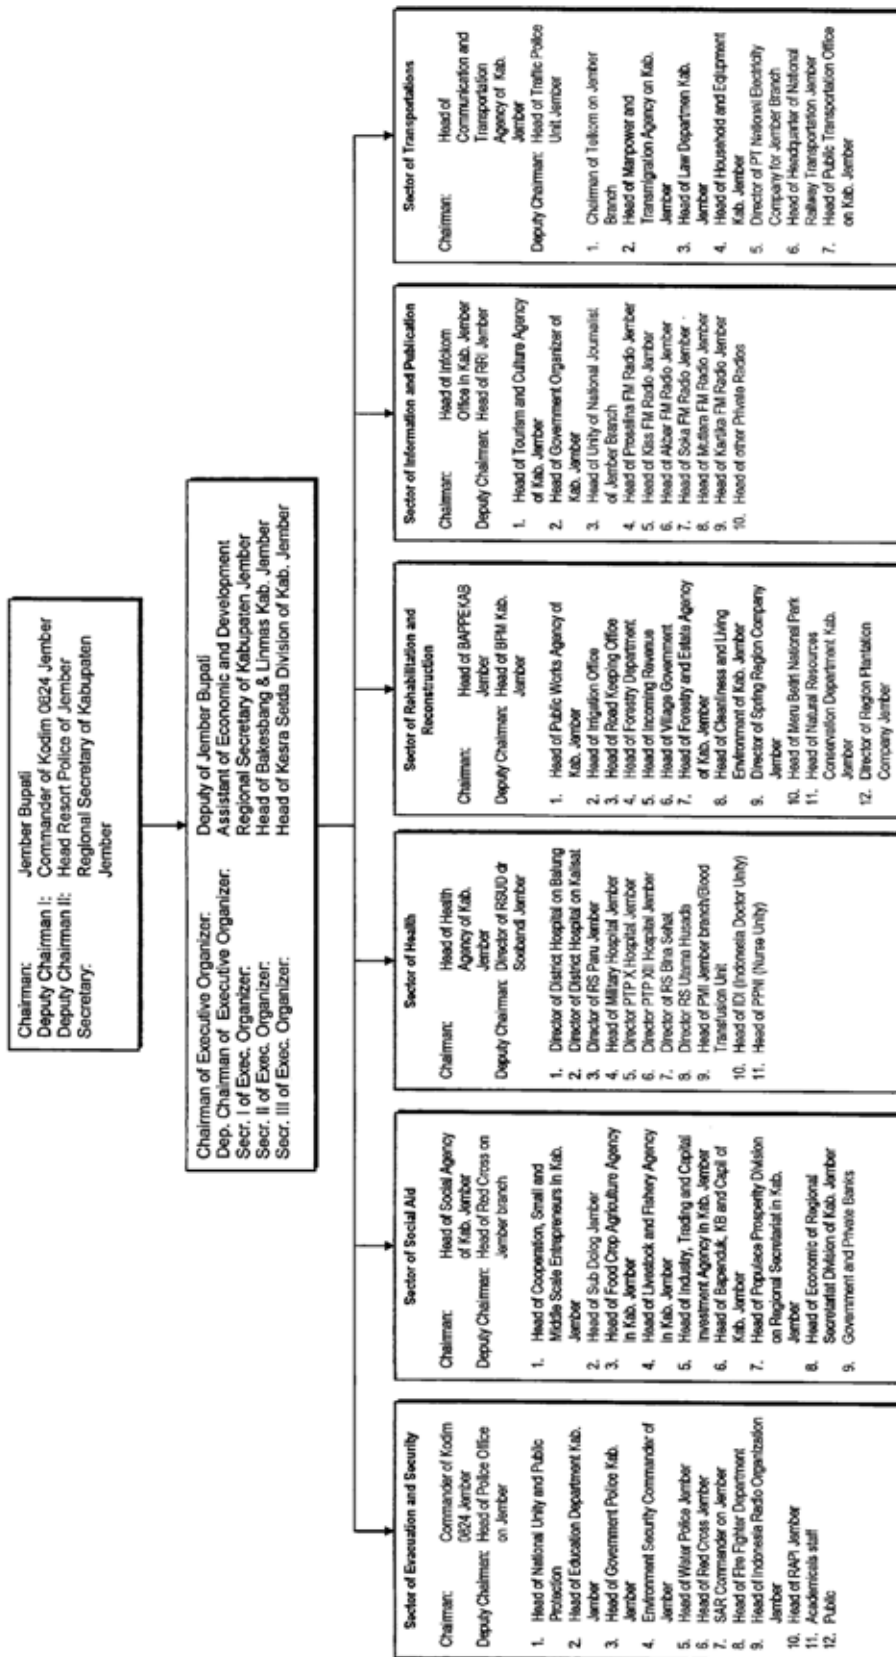 Chairman: Jember Bupati
Deputy Chairman I: Commander of Kodim 0824 Jember
Deputy Chairman II: Head Resort Police of Jember
Secretary: Regional Secretary of Kabupaten
Jember
Chairman of Executive Organizer: Deputy of Jember Bupati
Dep. Chairman of Executive Organizer: Assistant of Economic and Development
Secr. I of Exec. Organizer: Regional Secretary of Kabupaten Jember
Secr. II of Exec. Organizer: Head of Bakesbang & Linmas Kab. Jember
Secr. III of Exec. Organizer: Head of Kesra Setda Division of Kab. Jember
Sector of Evacuation and Security
Chairman: Commander of Kodim
0824 Jember
Deputy Chairman: Head of Police Office
on Jember
1. Head of National Unity and Public
Protection
2. Head of Education Department Kab.
Jember
3. Head of Government Police Kab.
Jember
4. Environment Security Commander of
Jember
5. Head of Water Police Jember
6. Head of Red Cross Jember
7. SAR Commander on Jember
8. Head of Fire Fighter Department
9. Head of Indonesia Radio Organization
Jember
10. Head of RAPI Jember
11. Academicals staff
12. Public
Sector of Social Aid
Chairman: Head of Social Agency
of Kab. Jember
Deputy Chairman: Head of Red Cross on
Jember branch
1. Head of Cooperation, Small and
Middle Scale Entrepreneurs in Kab.
Jember
2. Head of Sub Dolog Jember
3. Head of Food Crop Agriculture Agency
in Kab. Jember
4. Head of Livestock and Fishery Agency
in Kab. Jember
5. Head of Industry, Trading and Capital
Investment Agency in Kab. Jember
6. Head of Bapenduk, KB and Capil of
Kab. Jember
7. Head of Populace Prosperity Division
on Regional Secretariat in Kab.
Jember
8. Head of Economic of Regional
Secretariat Division of Kab. Jember
9. Government and Private Banks
Sector of Health
Chairman: Head of Health
Agency of Kab.
Jember
Deputy Chairman: Director of RSUD dr
Soebandi Jember
1. Director of District Hospital on Balung
2. Director of District Hospital on Kalisat
3. Director of RS Paru Jember
4. Head of Military Hospital Jember
5. Director PTP X Hospital Jember
6. Director PTP XII Hospital Jember
7. Director of RS Bina Sehat
8. Director RS Utama Husada
9. Head of PMI Jember branch/Blood
Transfusion Unit
10. Head of IDI (Indonesia Doctor Unity)
11. Head of PPNI (Nurse Unity)
Sector of Rehabilitation and
Reconstruction
Chairman: Head of BAPPEKAB
Jember
Deputy Chairman: Head of BPM Kab.
Jember
1. Head of Public Works Agency of
Kab. Jember
2. Head of Irrigation Office
3. Head of Road Keeping Office
4. Head of Forestry Department
5. Head of Incoming Revenue
6. Head of Village Government
7. Head of Forestry and Estate Agency
of Kab. Jember
8. Head of Cleanliness and Living
Environment of Kab. Jember
9. Director of Spring Region Company
Jember
10. Head of Meru Betiri National Park
11. Head of Natural Resources
Conservation Department Kab.
Jember
12. Director of Region Plantation
Company Jember
Sector of Information and Publication
Chairman: Head of Infokom
Office in Kab. Jember
Deputy Chairman: Head of RRI Jember
1. Head of Tourism and Culture Agency
of Kab. Jember
2. Head of Government Organizer of
Kab. Jember
3. Head of Unity of National Journalist
of Jember Branch
4. Head of Prosalina FM Radio Jember
5. Head of Kiss FM Radio Jember
6. Head of Akbar FM Radio Jember
7. Head of Soka FM Radio Jember
8. Head of Mutiara FM Radio Jember
9. Head of Kartika FM Radio Jember
10. Head of other Private Radios
Sector of Transportations
Chairman: Head of
Communication and
Transportation
Agency of Kab.
Jember
Deputy Chairman: Head of Traffic Police
Unit Jember
1. Chairman of Telkom on Jember
Branch
2. Head of Manpower and
Transmigration Agency on Kab.
Jember
3. Head of Law Departmen Kab.
Jember
4. Head of Household and Eqiupment
Kab. Jember
5. Director of PT National Electricity
Company for Jember Branch
6. Head of Headquarter of National
Railway Transportation Jember
7. Head of Public Transportation Office
on Kab. Jember